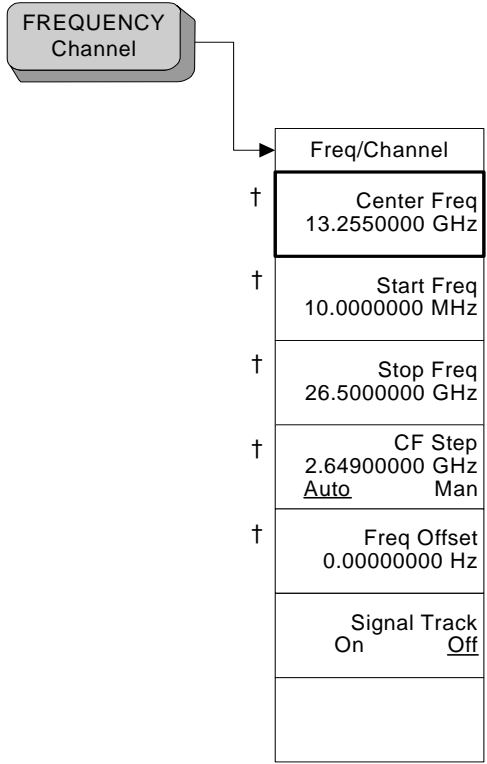 FREQUENCY
Channel
Freq/Channel
† Center Freq
13.2550000 GHz
† Start Freq
10.0000000 MHz
† Stop Freq
26.5000000 GHz
† CF Step
2.64900000 GHz
Auto Man
† Freq Offset
0.00000000 Hz
Signal Track
On Off